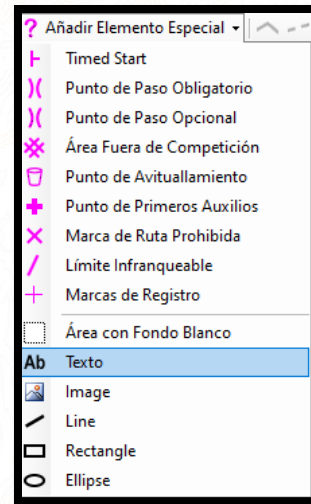 ? Añadir Elemento Especial
Timed Start
Punto de Paso Obligatorio
Punto de Paso Opcional
Área Fuera de Competición
Punto de Avituallamiento
Punto de Primeros Auxilios
Marca de Ruta Prohibida
Límite Infranqueable
Marcas de Registro
Área con Fondo Blanco
Ab Texto
Image
Line
Rectangle
Ellipse